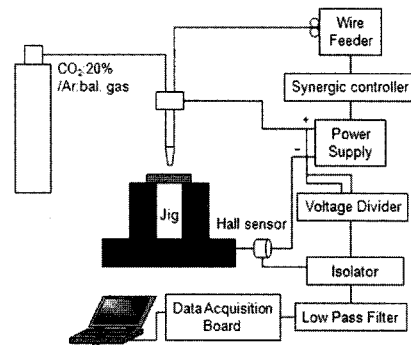 Wire
Feeder
CO₂:20%
/Ar:bal. gas
Synergic controller
+
Power
Supply
-
Voltage Divider
Hall sensor
Jig
Isolator
Data Acquisition
Board
Low Pass Filter